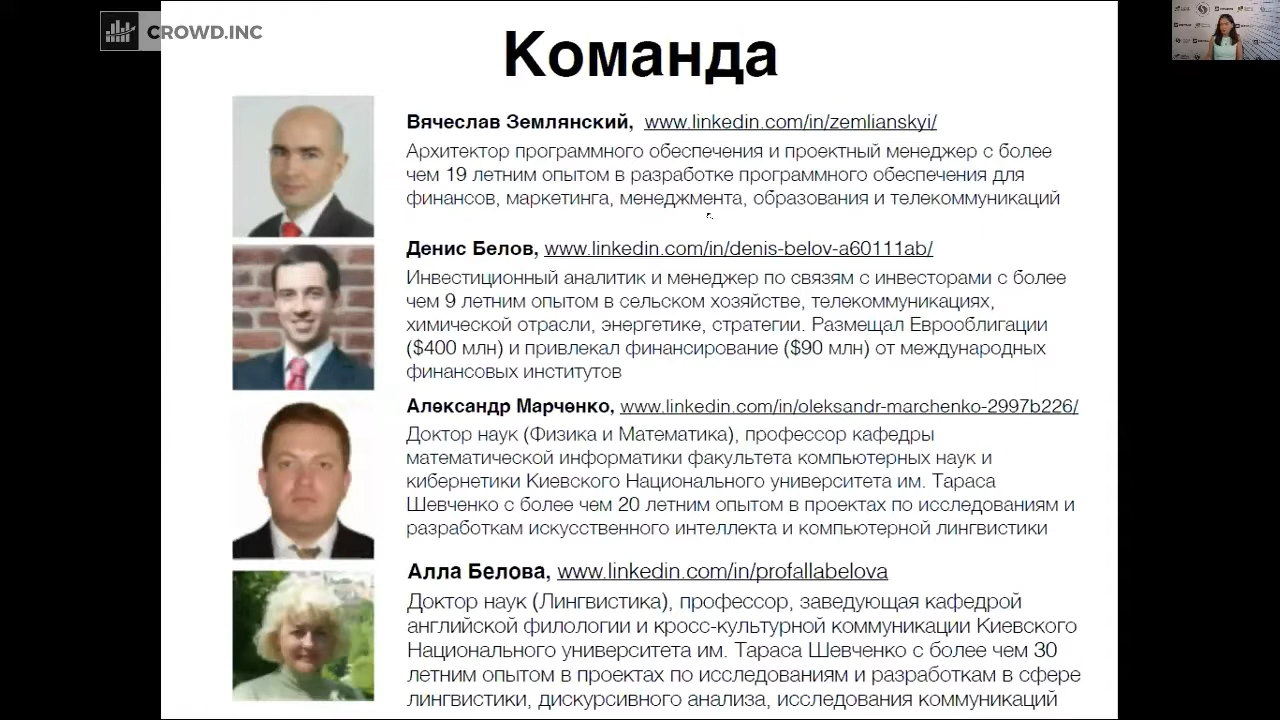 CROWD.INC
Команда
Вячеслав Землянский, www.linkedin.com/in/zemlianskyi/
Архитектор программного обеспечения и проектный менеджер с более
чем 19 летним опытом в разработке программного обеспечения для
финансов, маркетинга, менеджмента, образования и телекоммуникаций
Денис Белов, www.linkedin.com/in/denis-belov-a60111ab/
Инвестиционный аналитик и менеджер по связям с инвесторами с более
чем 9 летним опытом в сельском хозяйстве, телекоммуникациях,
химической отрасли, энергетике, стратегии. Размещал Еврооблигации
($400 млн) и привлекал финансирование ($90 млн) от международных
финансовых институтов
Александр Марченко, www.linkedin.com/in/oleksandr-marchenko-2997b226/
Доктор наук (Физика и Математика), профессор кафедры
математической информатики факультета компьютерных наук и
кибернетики Киевского Национального университета им. Тараса
Шевченко с более чем 20 летним опытом в проектах по исследованиям и
разработкам искусственного интеллекта и компьютерной лингвистики
Алла Белова, www.linkedin.com/in/profallabelova
Доктор наук (Лингвистика), профессор, заведующая кафедрой
английской филологии и кросс-культурной коммуникации Киевского
Национального университета им. Тараса Шевченко с более чем 30
летним опытом в проектах по исследованиям и разработкам в сфере
лингвистики, дискурсивного анализа, исследования коммуникаций